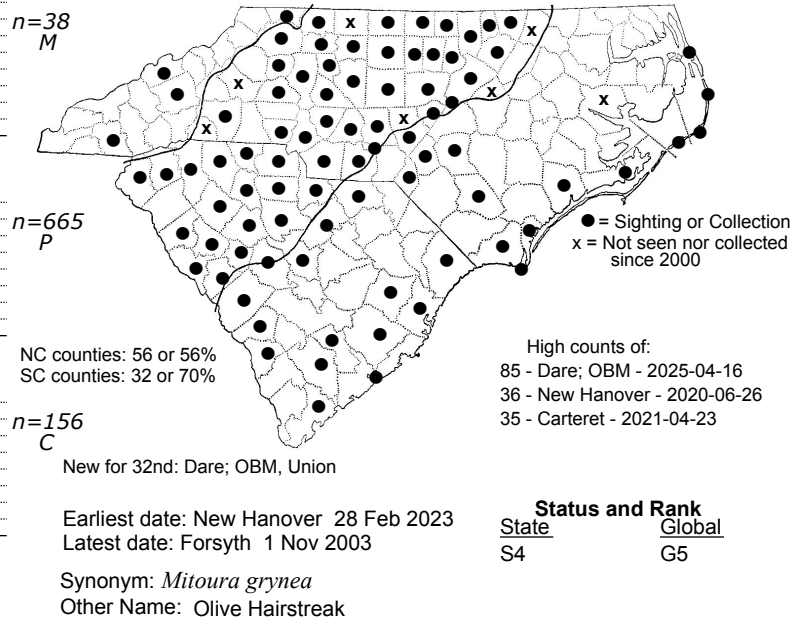 n=38
M
n=665
P
n=156
C
x
x
x
x
x
x
x
● = Sighting or Collection
x = Not seen nor collected
since 2000
NC counties: 56 or 56%
SC counties: 32 or 70%
High counts of:
85 - Dare; OBM - 2025-04-16
36 - New Hanover - 2020-06-26
35 - Carteret - 2021-04-23
New for 32nd: Dare; OBM, Union
Earliest date: New Hanover 28 Feb 2023
Latest date: Forsyth 1 Nov 2003
Status and Rank
State Global
S4 G5
Synonym: Mitoura grynea
Other Name: Olive Hairstreak